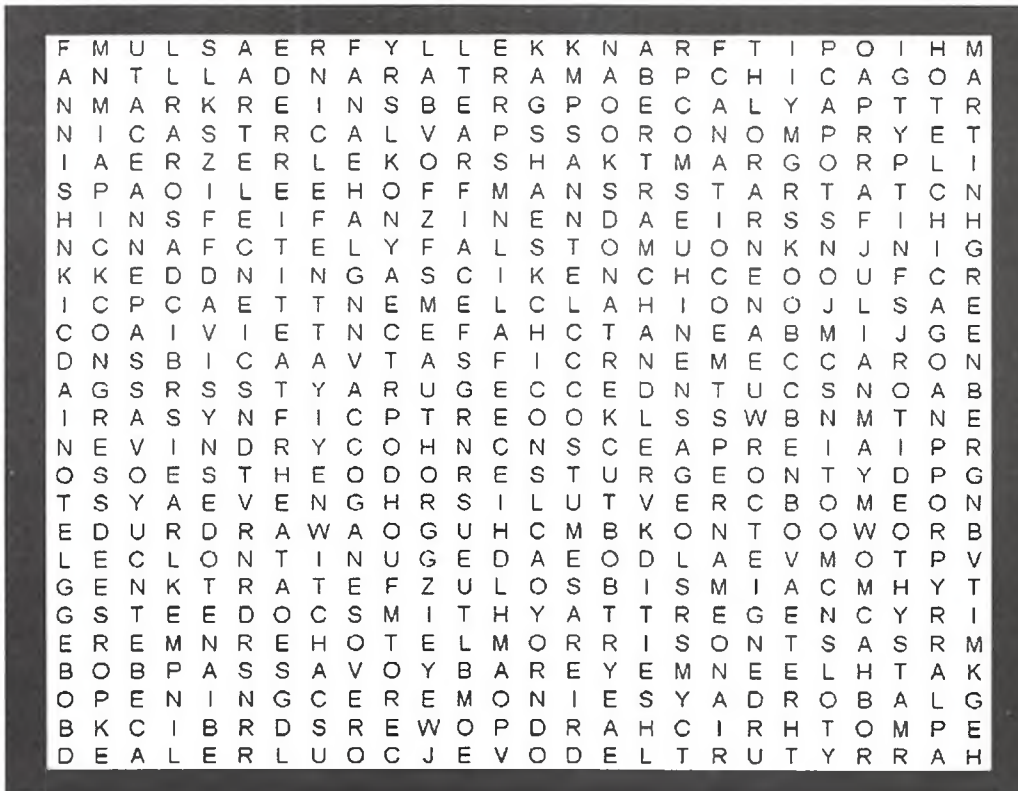 F M U L S A E R F Y L L E K K N A R F T I P O I H M
A N T L L A D N A R A T R A M A B P C H I C A G O A
N M A R K R E I N S B E R G P O E C A L Y A P T T R
N I C A S T R C A L V A P S S O R O N O M P R Y E T
I A E R Z E R L E K O R S H A K T M A R G O R P L I
S P A O I L E E H O F F M A N S R S T A R T A T C N
H I N S F E I F A N Z I N E N D A E I R S S F I H H
N C N A F C T E L Y F A L S T O M U O N K N J N I G
K K E D D N I N G A S C I K E N C H C E O O U F C R
I C P C A E T T N E M E L C L A H I O N O J L S A E
C O A I V I E T N C E F A H C T A N E A B M I J G E
D N S B I C A A V T A S F I C R N E M E C C A R O N
A G S R S S T Y A R U G E C C E D N T U C S N O A B
I R A S Y N F I C P T R E O O K L S S W B N M T N E
N E V I N D R Y C O H N C N S C E A P R E I A I P R
O S O E S T H E O D O R E S T U R G E O N T Y D P G
T S Y A E V E N G H R S I L U T V E R C B O M E O N
E D U R D R A W A O G U H C M B K O N T O O W O R B
L E C L O N T I N U G E D A E O D L A E V M O T P V
G E N K T R A T E F Z U L O S B I S M I A C M H Y T
G S T E E D O C S M I T H Y A T T R E G E N C Y R I
E R E M N R E H O T E L M O R R I S O N T S A S R M
B O B P A S S A V O Y B A R E Y E M N E E L H T A K
O P E N I N G C E R E M O N I E S Y A D R O B A L G
B K C I B R D S R E W O P D R A H C I R H T O M P E
D E A L E R L U O C J E V O D E L T R U T Y R R A H